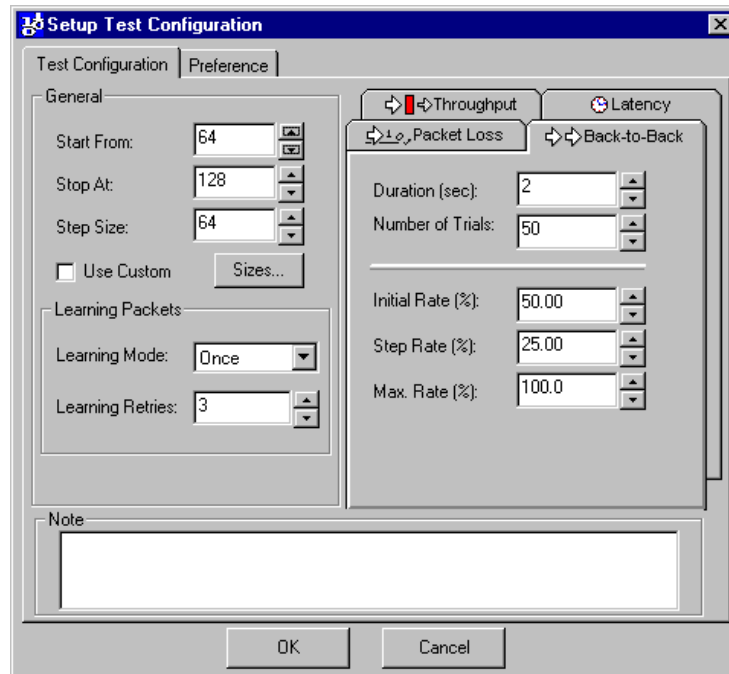 Setup Test Configuration
Test Configuration
Preference
General
Start From:
64
Stop At:
128
Step Size:
64
Use Custom
Sizes...
Learning Packets
Learning Mode:
Once
Learning Retries:
3
Throughput
Latency
Packet Loss
Back-to-Back
Duration (sec):
2
Number of Trials:
50
Initial Rate (%):
50.00
Step Rate (%):
25.00
Max. Rate (%):
100.0
Note
OK
Cancel